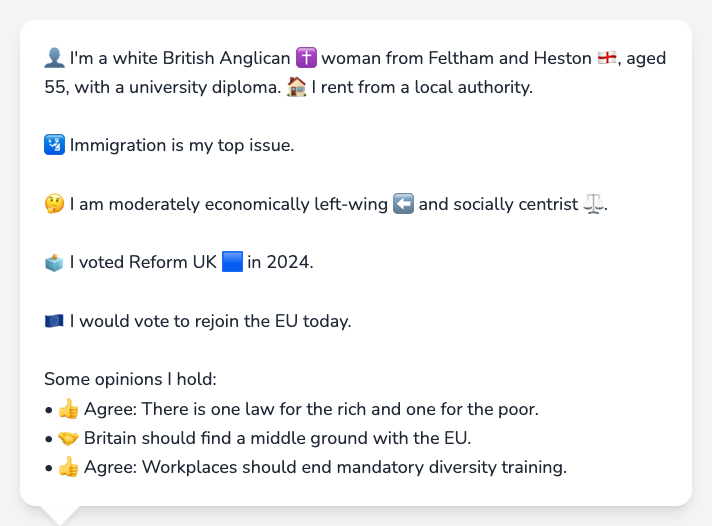 👤 I'm a white British Anglican ✝️ woman from Feltham and Heston 🏴󠁧󠁢󠁥󠁮󠁧󠁿, aged
55, with a university diploma. 🏠 I rent from a local authority.
🛂 Immigration is my top issue.
🤔 I am moderately economically left-wing ⬅️ and socially centrist ⚖️.
🗳️ I voted Reform UK 🟦 in 2024.
🇪🇺 I would vote to rejoin the EU today.
Some opinions I hold:
• 👍 Agree: There is one law for the rich and one for the poor.
• 🤝 Britain should find a middle ground with the EU.
• 👍 Agree: Workplaces should end mandatory diversity training.